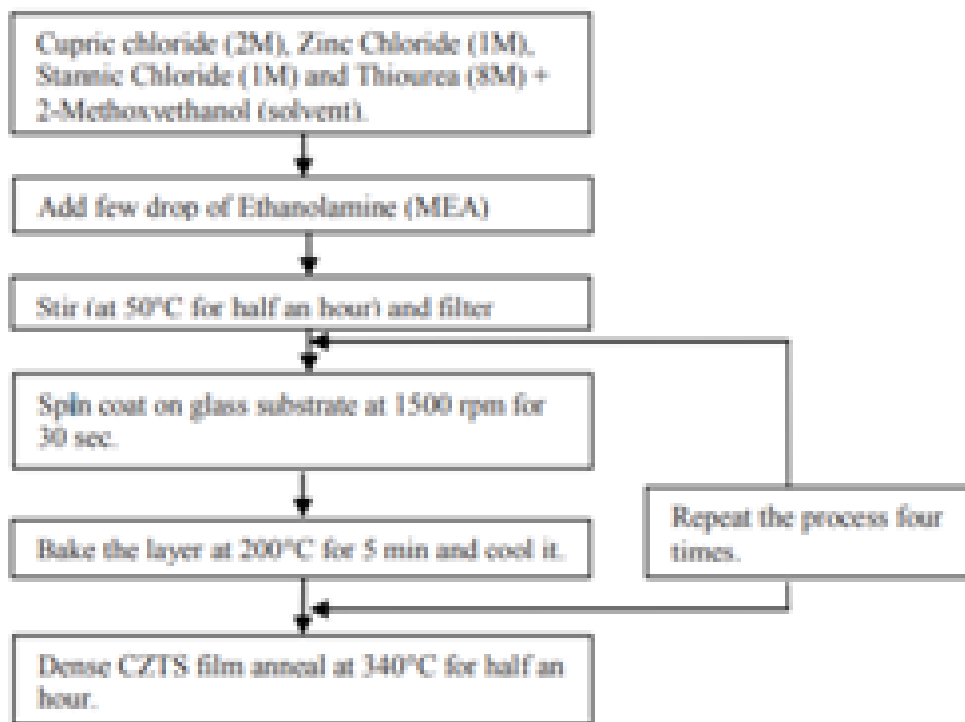 Cupric chloride (2M), Zinc Chloride (1M),
Stannic Chloride (1M) and Thiourea (8M) +
2-Methoxyethanol (solvent).
Add few drop of Ethanolamine (MEA)
Stir (at 50°C for half an hour) and filter
Spin coat on glass substrate at 1500 rpm for
30 sec.
Bake the layer at 200°C for 5 min and cool it.
Repeat the process four
times.
Dense CZTS film anneal at 340°C for half an
hour.